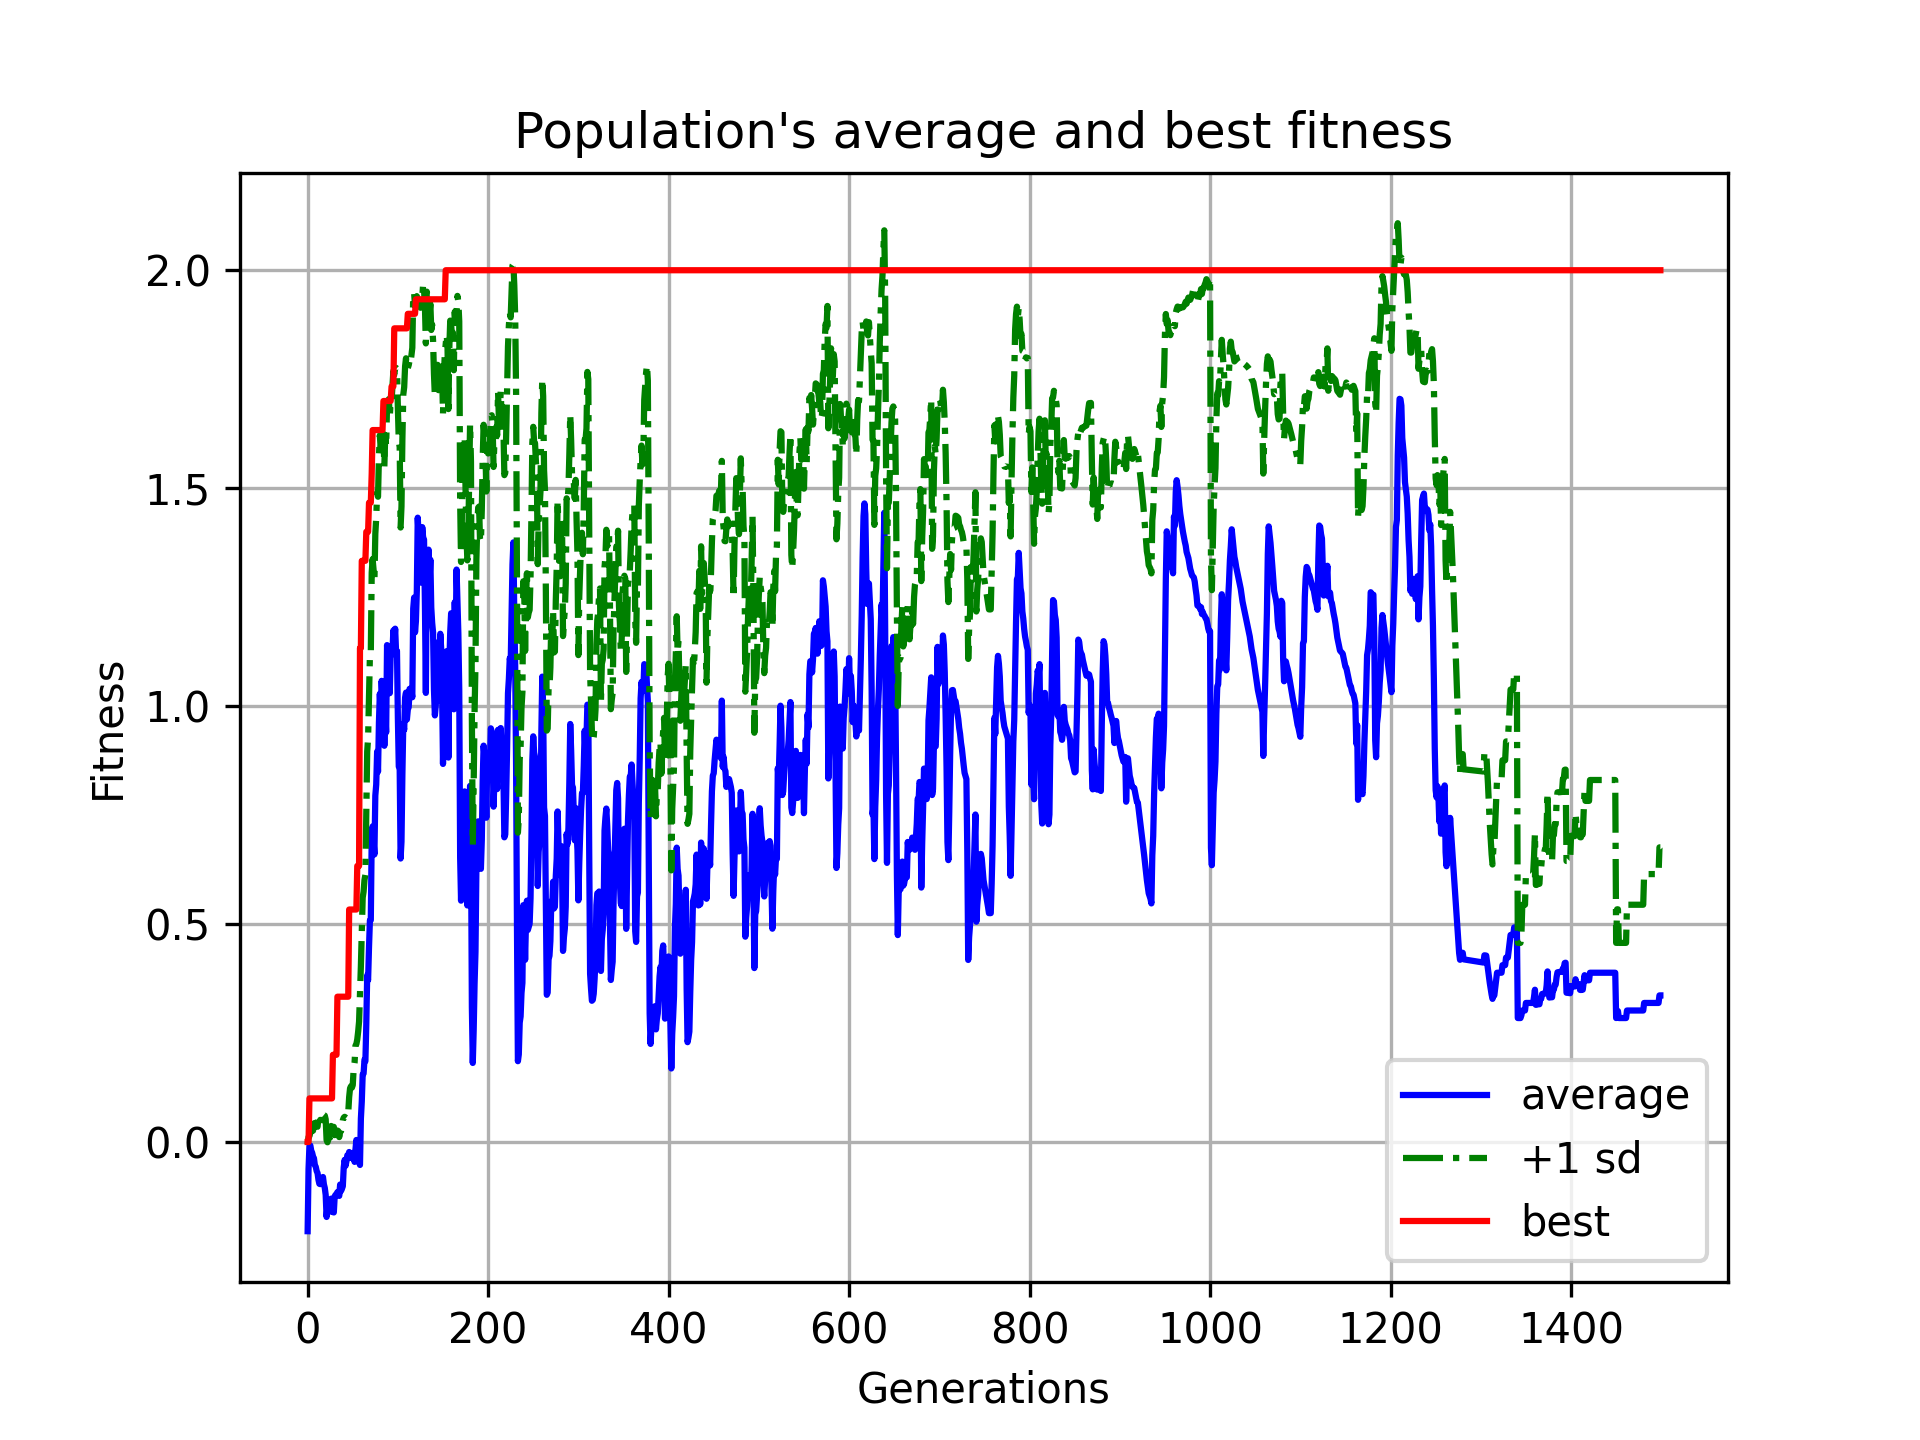 Population's average and best fitness
2.0
1.5
1.0
0.5
0.0
Fitness
average
+1 sd
best
0 200 400 600 800 1000 1200 1400
Generations